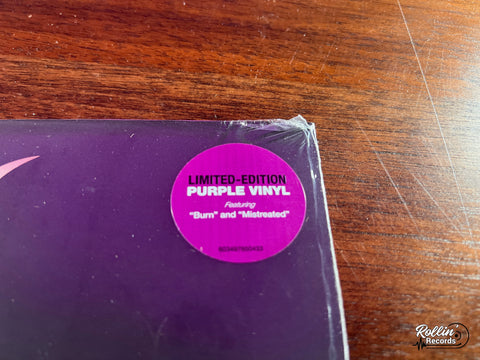 LIMITED-EDITION
PURPLE VINYL
Featuring
"Burn" and "Mistreated"
Rollin'
Records